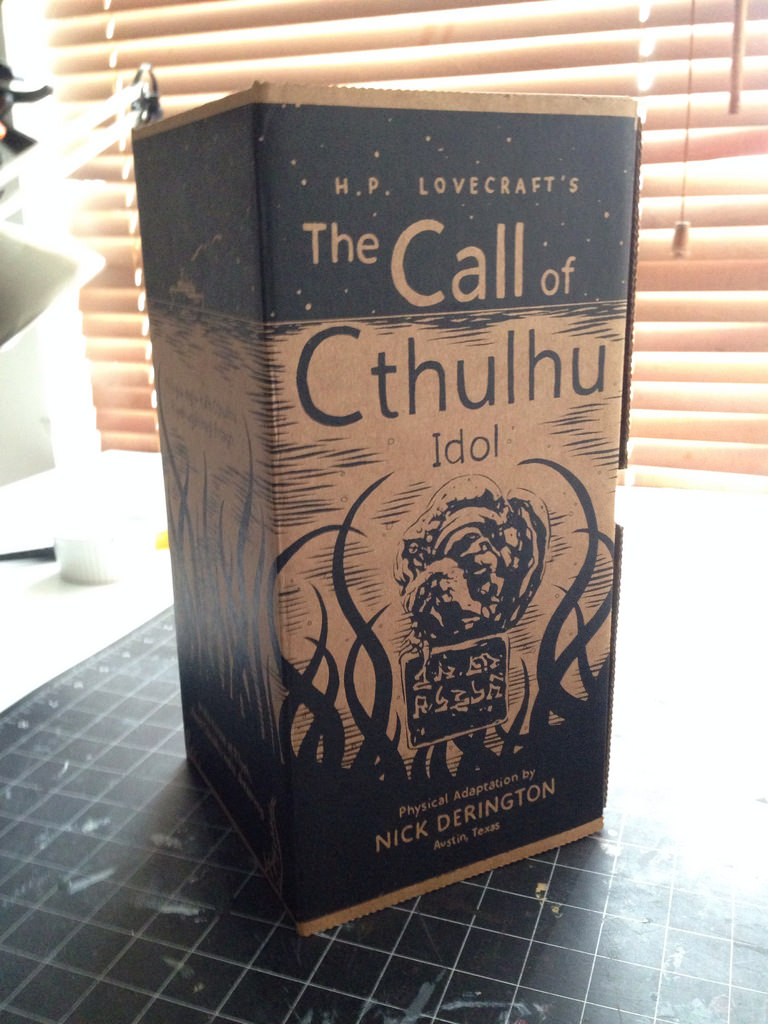 H.P. LOVECRAFT'S
The Call of
Cthulhu
Idol
Physical Adaptation by
NICK DERINGTON
Austin, Texas